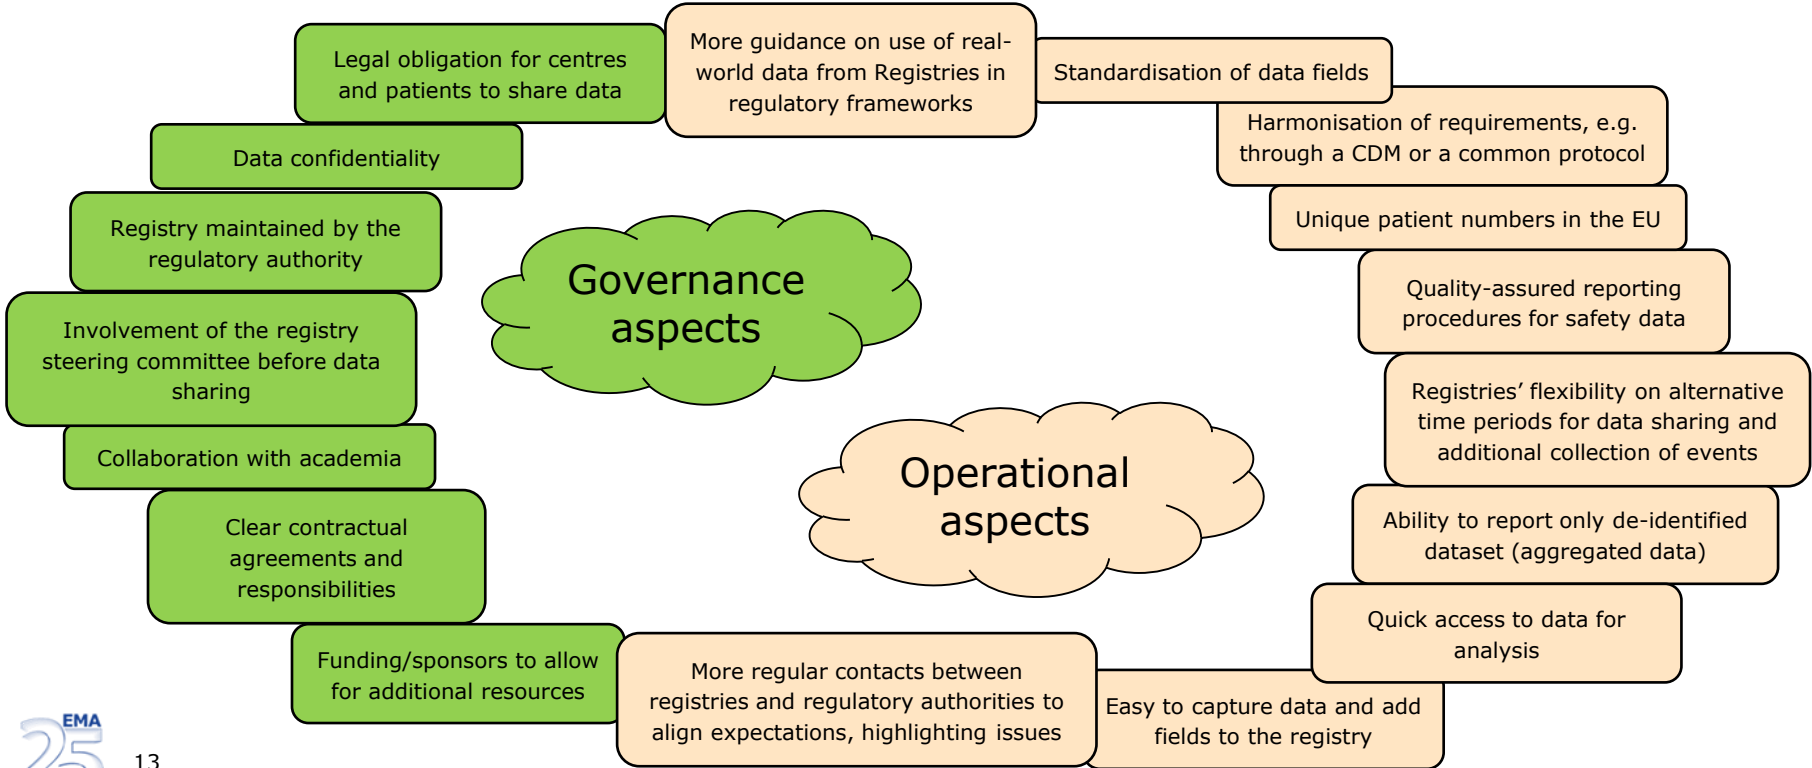 Legal obligation for centres
and patients to share data
More guidance on use of real-
world data from Registries in
regulatory frameworks
Standardisation of data fields
Harmonisation of requirements, e.g.
through a CDM or a common protocol
Data confidentiality
Unique patient numbers in the EU
Registry maintained by the
regulatory authority
Governance
aspects
Quality-assured reporting
procedures for safety data
Involvement of the registry
steering committee before data
sharing
Registries’ flexibility on alternative
time periods for data sharing and
additional collection of events
Collaboration with academia
Operational
aspects
Clear contractual
agreements and
responsibilities
Ability to report only de-identified
dataset (aggregated data)
Quick access to data for
analysis
Funding/sponsors to allow
for additional resources
More regular contacts between
registries and regulatory authorities to
align expectations, highlighting issues
Easy to capture data and add
fields to the registry
EMA
25
13